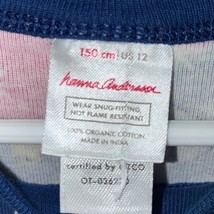 150 cm US 12
hanna andersson
WEAR SNUG-FITTING
NOT FLAME RESISTANT
100% ORGANIC COTTON
MADE IN INDIA
certified by